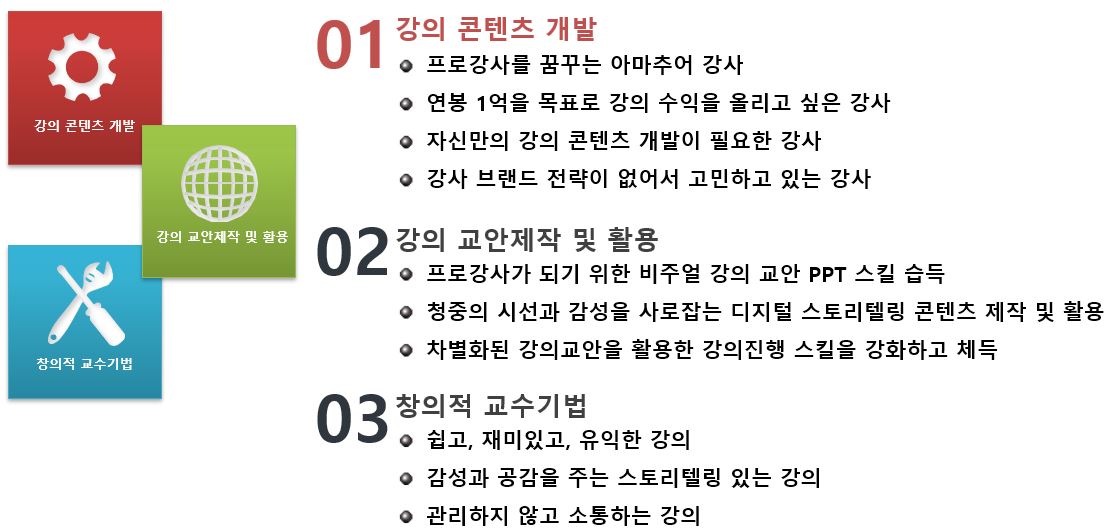 강의 콘텐츠 개발
강의 교안제작 및 활용
창의적 교수기법
01 강의 콘텐츠 개발
프로강사를 꿈꾸는 아마추어 강사
연봉 1억을 목표로 강의 수익을 올리고 싶은 강사
자신만의 강의 콘텐츠 개발이 필요한 강사
강사 브랜드 전략이 없어서 고민하고 있는 강사
02 강의 교안제작 및 활용
프로강사가 되기 위한 비주얼 강의 교안 PPT 스킬 습득
청중의 시선과 감성을 사로잡는 디지털 스토리텔링 콘텐츠 제작 및 활용
차별화된 강의교안을 활용한 강의진행 스킬을 강화하고 체득
03 창의적 교수기법
쉽고, 재미있고, 유익한 강의
감성과 공감을 주는 스토리텔링 있는 강의
관리하지 않고 소통하는 강의